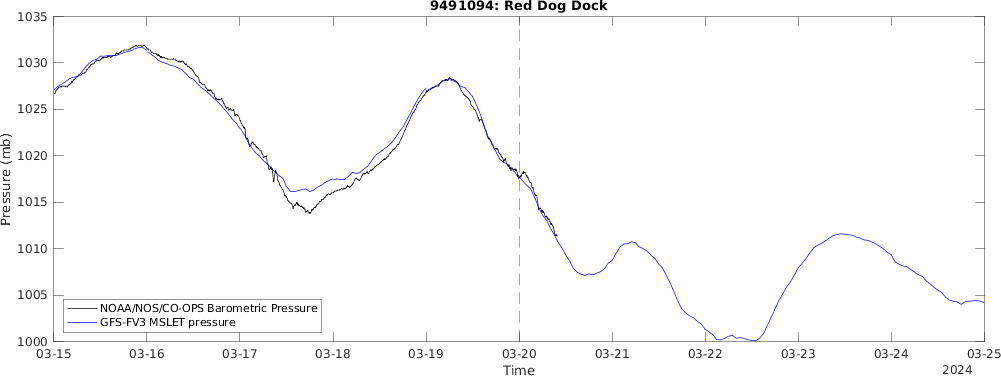 9491094: Red Dog Dock
Pressure (mb)
1035
1030
1025
1020
1015
1010
1005
1000
NOAA/NOS/CO-OPS Barometric Pressure
GFS-FV3 MSLET pressure
03-15 03-16 03-17 03-18 03-19 03-20 03-21 03-22 03-23 03-24 03-25
Time
2024